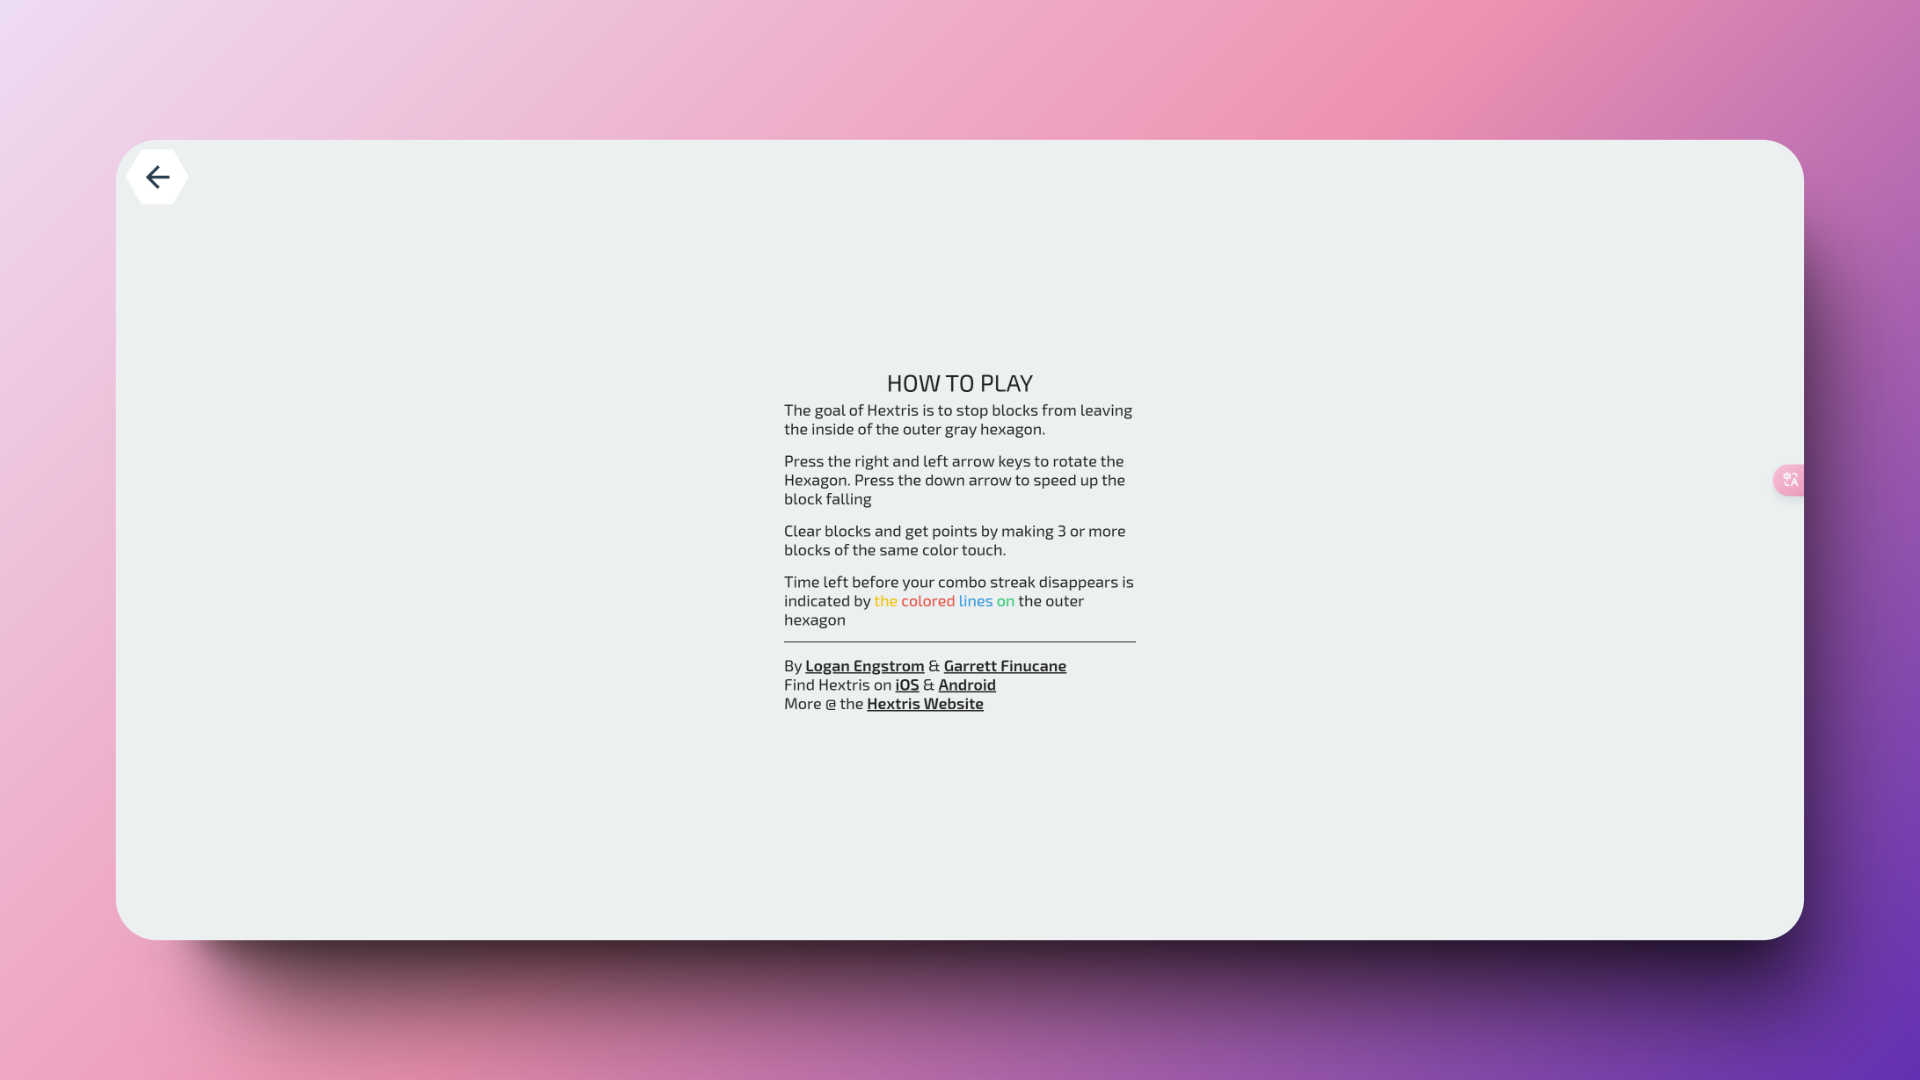 HOW TO PLAY
The goal of Hextris is to stop blocks from leaving
the inside of the outer gray hexagon.
Press the right and left arrow keys to rotate the
Hexagon. Press the down arrow to speed up the
block falling
Clear blocks and get points by making 3 or more
blocks of the same color touch.
Time left before your combo streak disappears is
indicated by the colored lines on the outer
hexagon
By Logan Engstrom & Garrett Finucane
Find Hextris on iOS & Android
More @ the Hextris Website